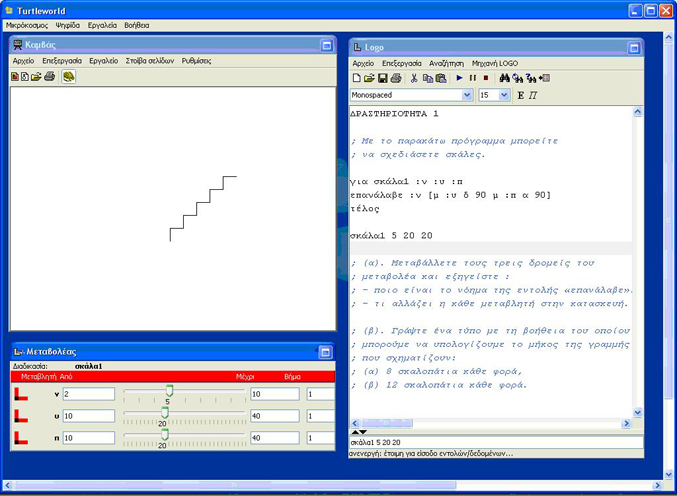 Turtleworld
Μικρόκοσμος Ψηφίδα Εργαλεία Βοήθεια
Καμβάς
Αρχείο Επεξεργασία Εργαλείο Στοίβα σελίδων Ρυθμίσεις
Logo
Αρχείο Επεξεργασία Αναζήτηση Μηχανή LOGO
Monospaced 15 Ε Π
ΔΡΑΣΤΗΡΙΟΤΗΤΑ 1
; Με το παρακάτω πρόγραμμα μπορείτε
; να σχεδιάσετε σκάλες.
για σκάλα1 :ν :υ :π
επανάλαβε :ν [μ :υ δ 90 μ :π α 90]
τέλος
σκάλα1 5 20 20
; (α). Μεταβάλλετε τους τρεις δρομείς του
; μεταβολέα και εξηγείστε :
; - ποιο είναι το νόημα της εντολής «επανάλαβε».
; - τι αλλάζει η κάθε μεταβλητή στην κατασκευή.
; (β). Γράψτε ένα τύπο με τη βοήθεια του οποίου
; μπορούμε να υπολογίζουμε το μήκος της γραμμής
; που σχηματίζουν:
; (α) 8 σκαλοπάτια κάθε φορά,
; (β) 12 σκαλοπάτια κάθε φορά.
σκάλα1 5 20 20
ανενεργή: έτοιμη για είσοδο εντολών/δεδομένων...
Μεταβολέας
Διαδικασία: σκάλα1
Μεταβλητή Από Μέχρι Βήμα
ν 2 5 10 1
υ 10 20 40 1
π 10 20 40 1